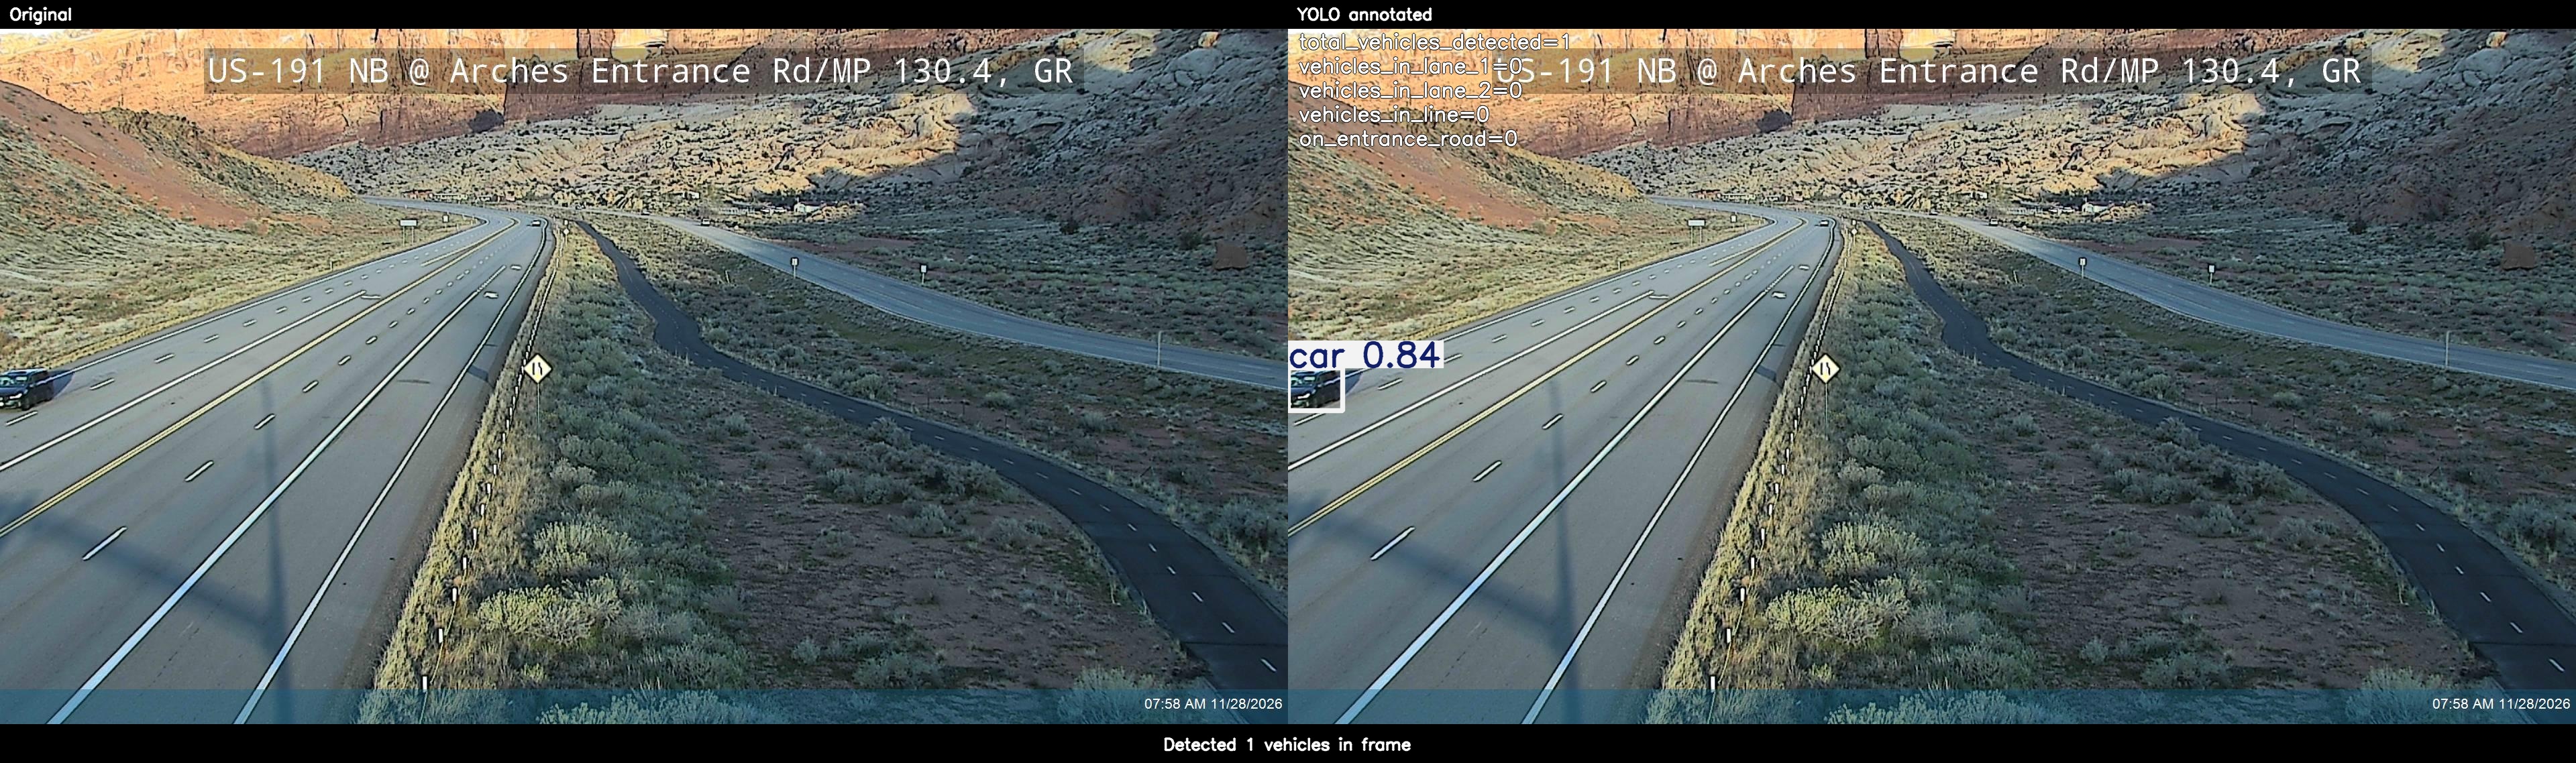 Original
YOLO annotated
US-191 NB @ Arches Entrance Rd/MP 130.4, GR
total_vehicles_detected=1
vehicles_in_lane_1=0
US-191 NB @ Arches Entrance Rd/MP 130.4, GR
vehicles_in_lane_2=0
vehicles_in_line=0
on_entrance_road=0
car 0.84
07:58 AM 11/28/2026
07:58 AM 11/28/2026
Detected 1 vehicles in frame